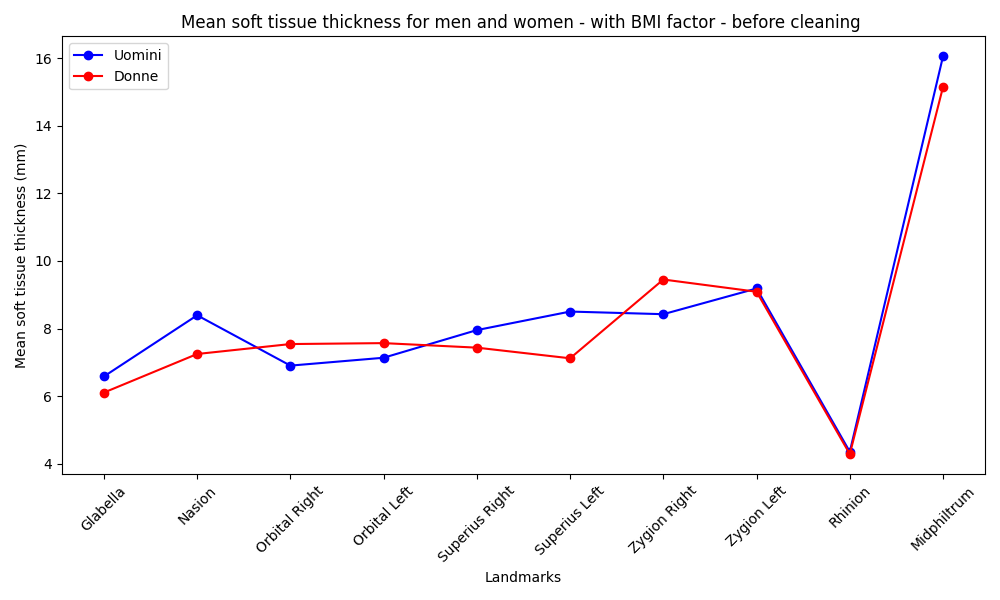 Mean soft tissue thickness for men and women - with BMI factor - before cleaning
Uomini
Donne
Mean soft tissue thickness (mm)
16
14
12
10
8
6
4
Glabella
Nasion
Orbital Right
Orbital Left
Superius Right
Superius Left
Zygion Right
Zygion Left
Rhinion
Midphiltrum
Landmarks